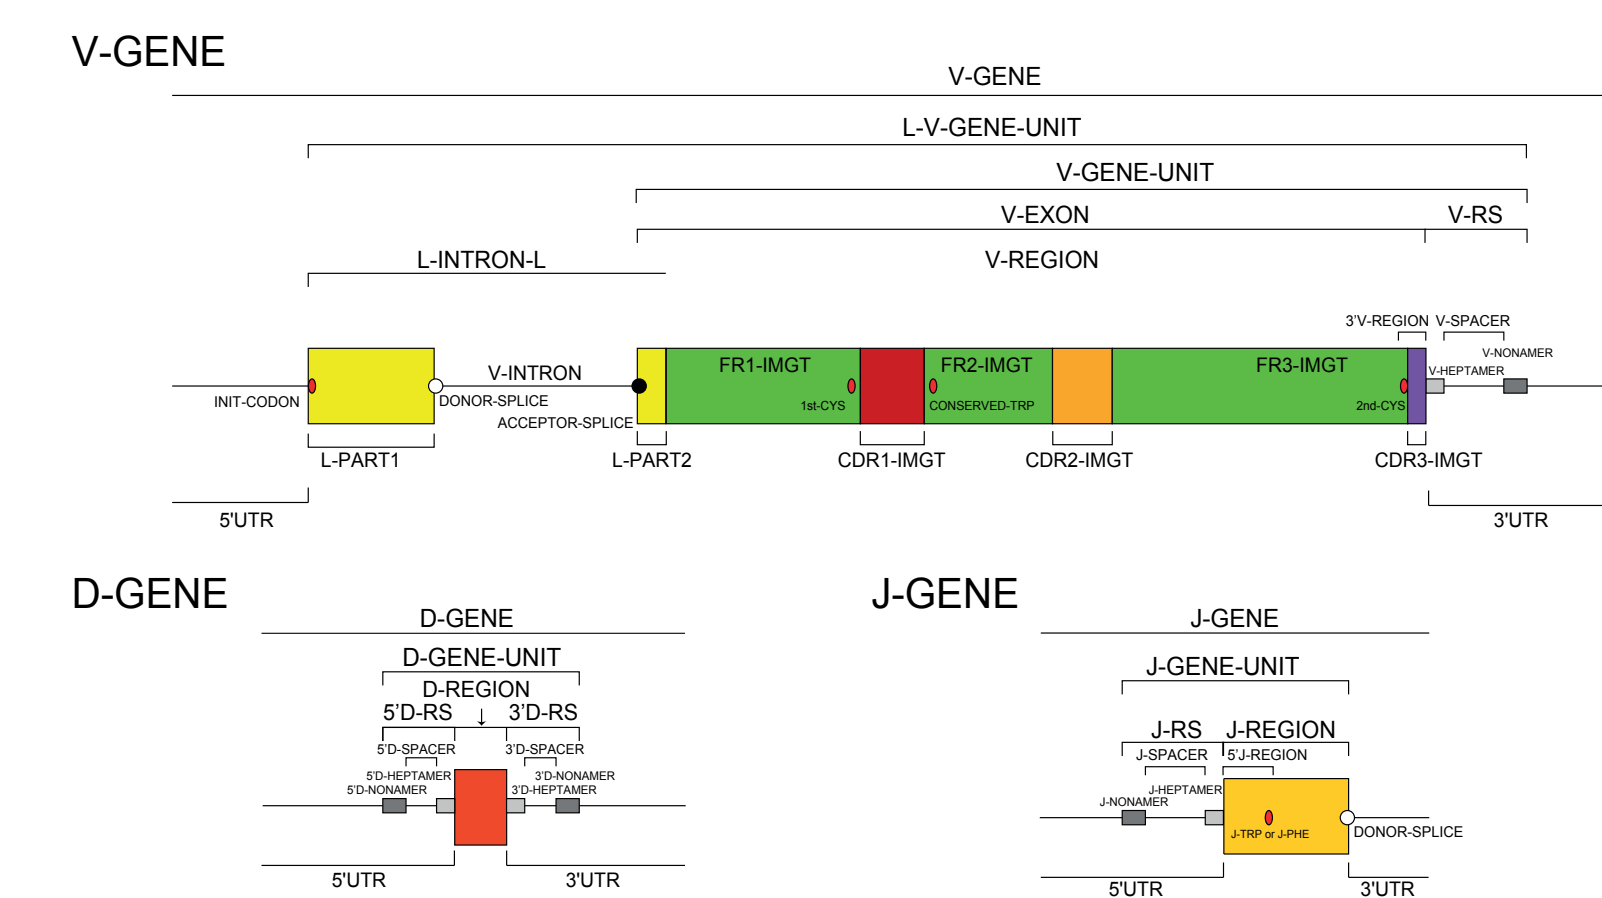 V-GENE
V-GENE
L-V-GENE-UNIT
V-GENE-UNIT
V-EXON V-RS
L-INTRON-L V-REGION
3'V-REGION V-SPACER
V-NONAMER
FR1-IMGT FR2-IMGT FR3-IMGT
V-HEPTAMER
V-INTRON
INIT-CODON DONOR-SPLICE 1st-CYS CONSERVED-TRP 2nd-CYS
ACCEPTOR-SPLICE
L-PART1 L-PART2 CDR1-IMGT CDR2-IMGT CDR3-IMGT
5'UTR 3'UTR
D-GENE
D-GENE
D-GENE-UNIT
D-REGION
5'D-RS ↓ 3'D-RS
5'D-SPACER 3'D-SPACER
5'D-HEPTAMER 3'D-NONAMER
5'D-NONAMER 3'D-HEPTAMER
5'UTR 3'UTR
J-GENE
J-GENE
J-GENE-UNIT
J-RS J-REGION
J-SPACER 5'J-REGION
J-HEPTAMER
J-NONAMER
J-TRP or J-PHE DONOR-SPLICE
5'UTR 3'UTR